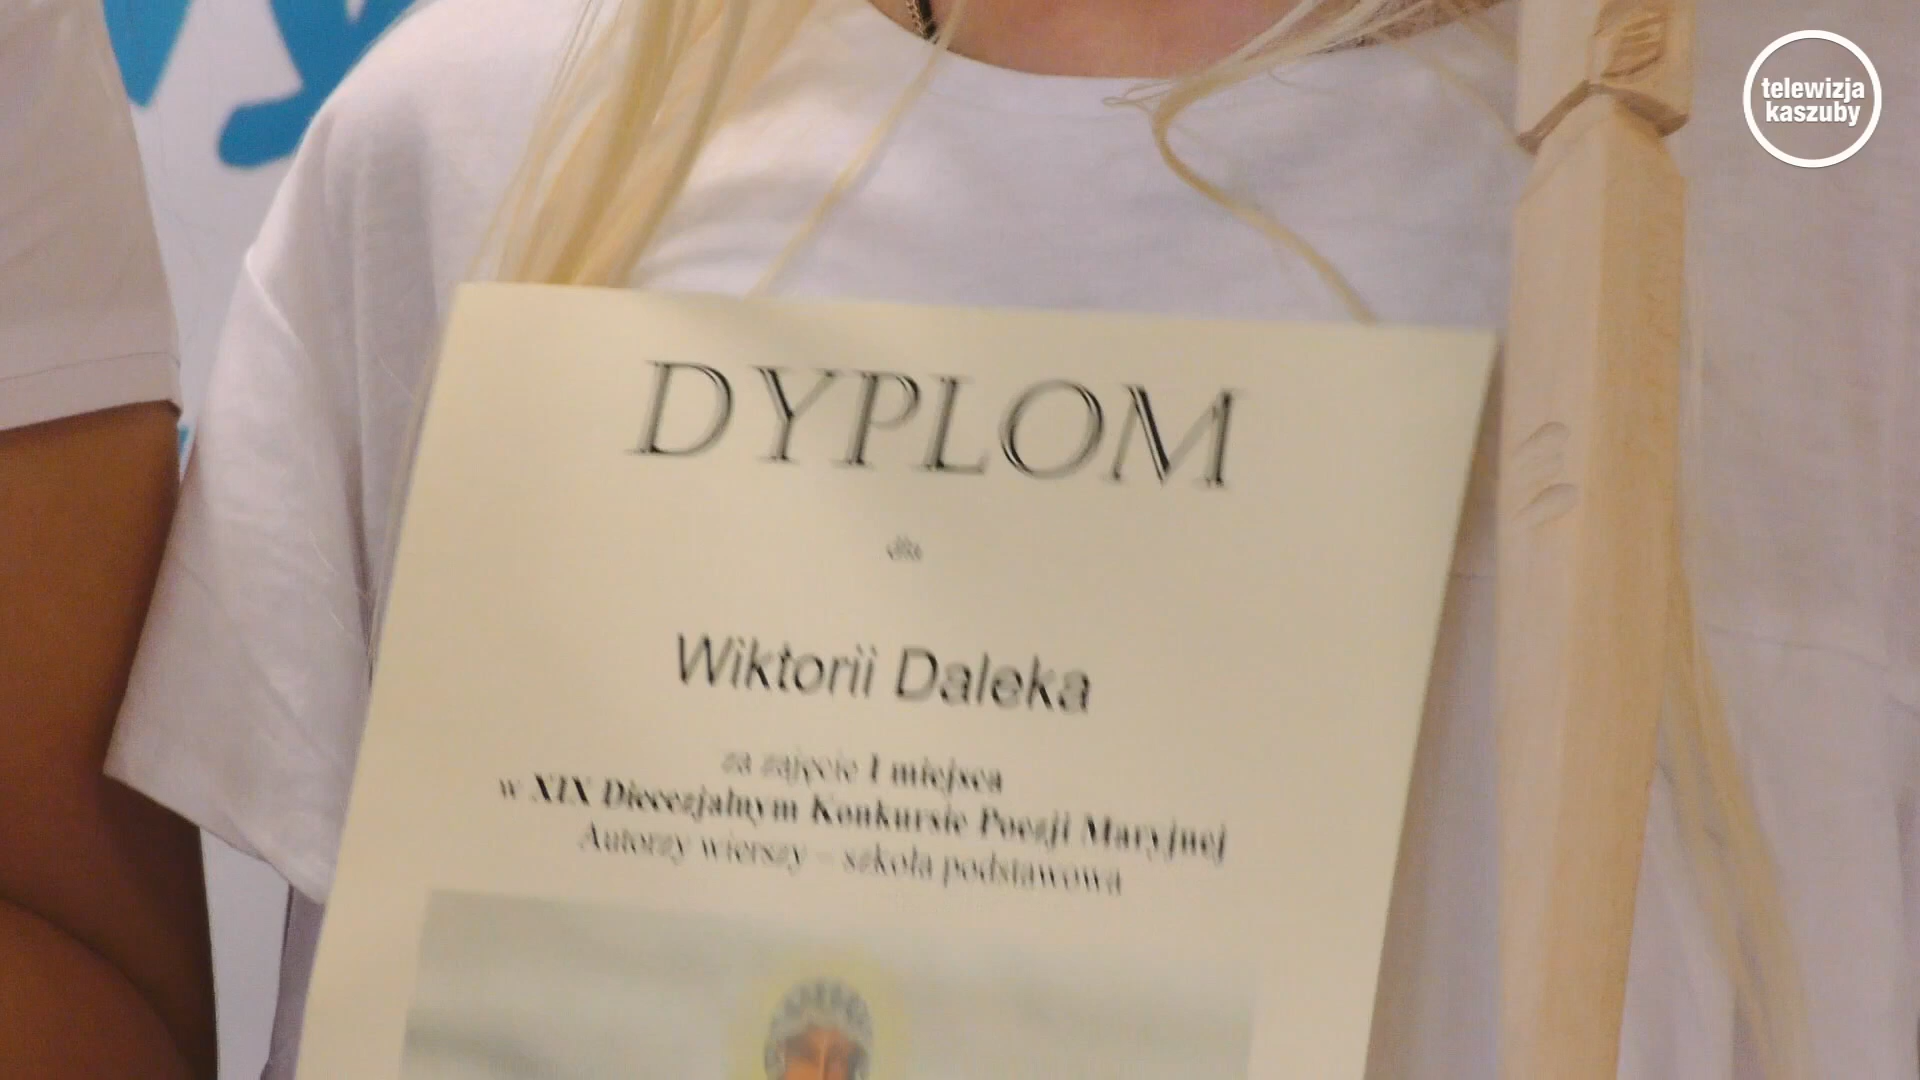 telewizja
kaszuby
DYPLOM
dla
Wiktorii Daleka
za zajęcie I miejsca
w XIX Diecezjalnym Konkursie Poezji Maryjnej
Autorzy wierszy – szkoła podstawowa